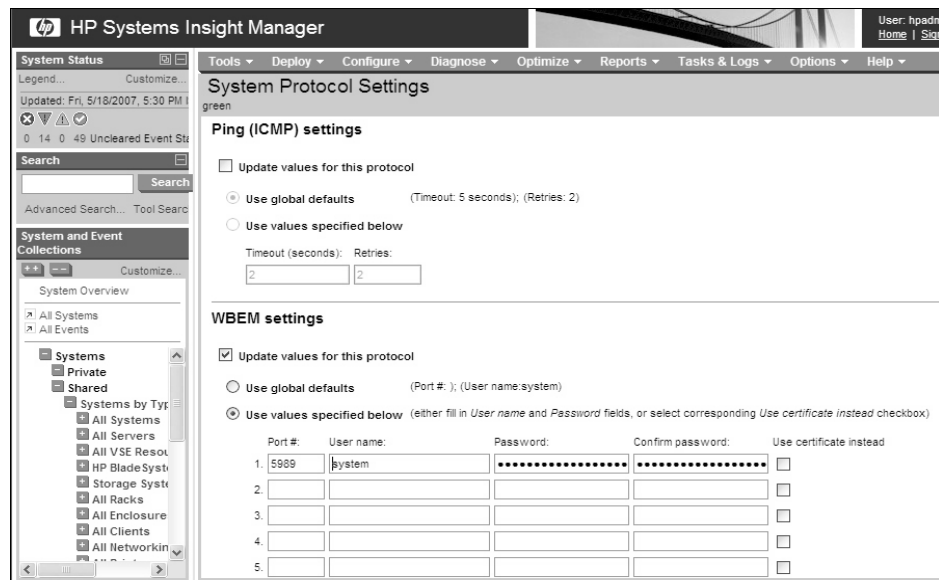 hp HP Systems Insight Manager
User: hpadm
Home | Sig
System Status
Legend... Customize...
Updated: Fri, 5/18/2007, 5:30 PM
0 14 0 49 Uncleared Event Sta
Search
Search
Advanced Search... Tool Searc
System and Event
Collections
Customize...
System Overview
All Systems
All Events
Systems
Private
Shared
Systems by Typ
All Systems
All Servers
All VSE Resou
HP BladeSyst
Storage Syste
All Racks
All Enclosure
All Clients
All Networkin
Tools Deploy Configure Diagnose Optimize Reports Tasks & Logs Options Help
System Protocol Settings
green
Ping (ICMP) settings
Update values for this protocol
Use global defaults (Timeout: 5 seconds); (Retries: 2)
Use values specified below
Timeout (seconds): Retries:
2 2
WBEM settings
Update values for this protocol
Use global defaults (Port #: ); (User name:system)
Use values specified below (either fill in User name and Password fields, or select corresponding Use certificate instead checkbox)
Port #: User name: Password: Confirm password: Use certificate instead
1. 5989 system •••••••••••••••••• ••••••••••••••••••
2.
3.
4.
5.